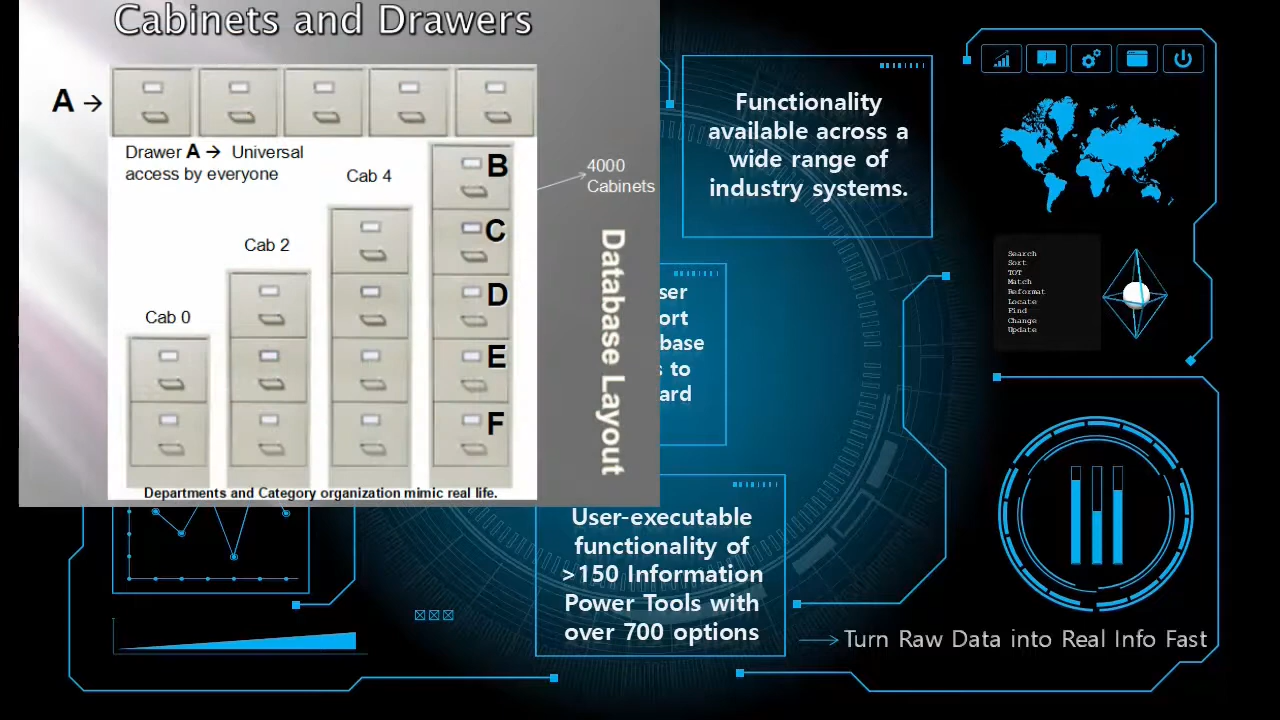 Cabinets and Drawers
A →
Drawer A → Universal
access by everyone
Cab 4
Cab 2
Cab 0
B
C
D
E
F
4000
Cabinets
Database Layout
Departments and Category organization mimic real life.
Functionality
available across a
wide range of
industry systems.
ser
ort
base
s to
ard
User-executable
functionality of
>150 Information
Power Tools with
over 700 options
Search
Sort
TOT
Match
Reformat
Locate
Find
Change
Update
Turn Raw Data into Real Info Fast